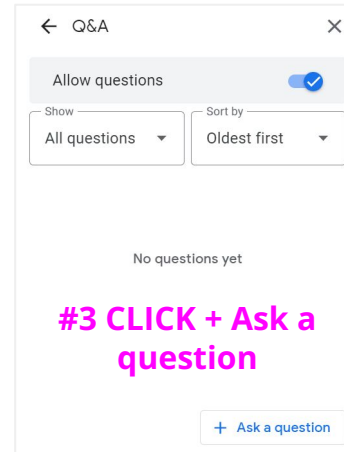 Q&A
Allow questions
Show
All questions
Sort by
Oldest first
No questions yet
#3 CLICK + Ask a
question
+ Ask a question